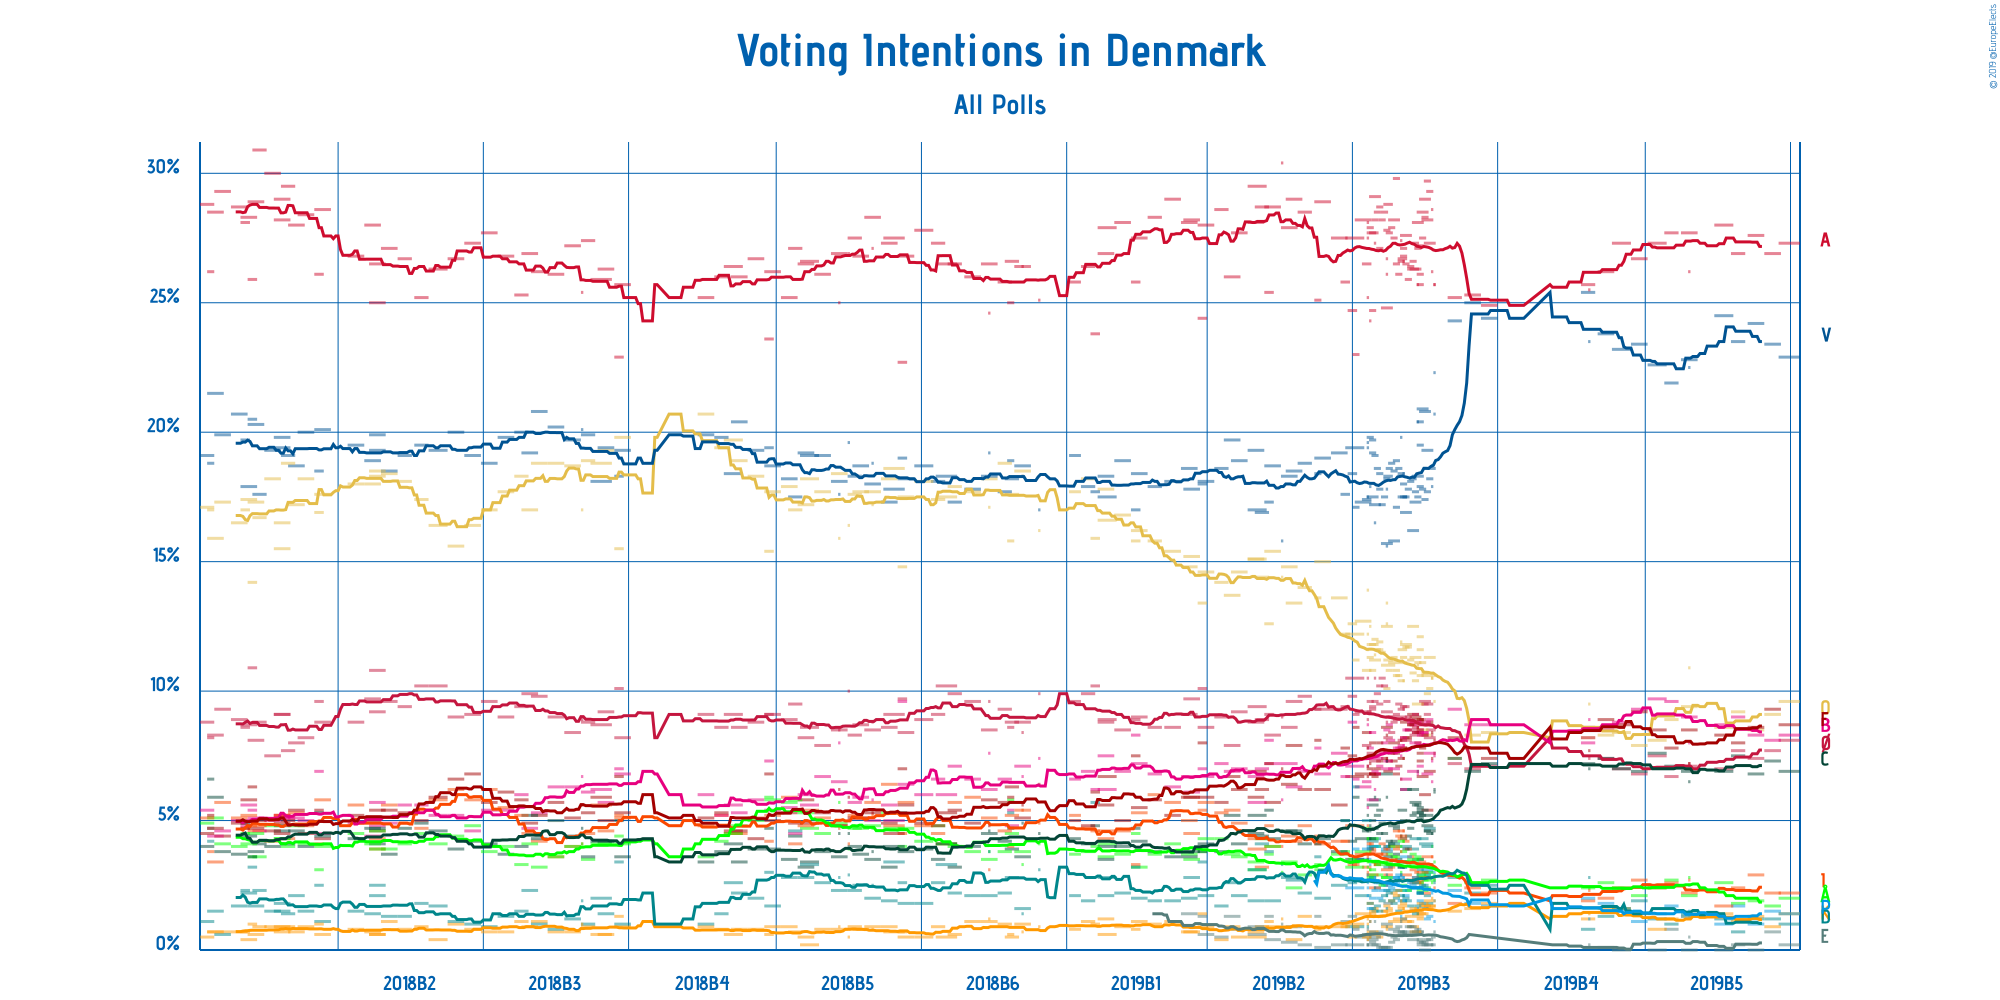 © 2019 @EuropeElects
Voting Intentions in Denmark
All Polls
30%
25%
20%
15%
10%
5%
0%
A
V
O
F
B
Ø
C
I
Å
D
E
2018B2 2018B3 2018B4 2018B5 2018B6 2019B1 2019B2 2019B3 2019B4 2019B5